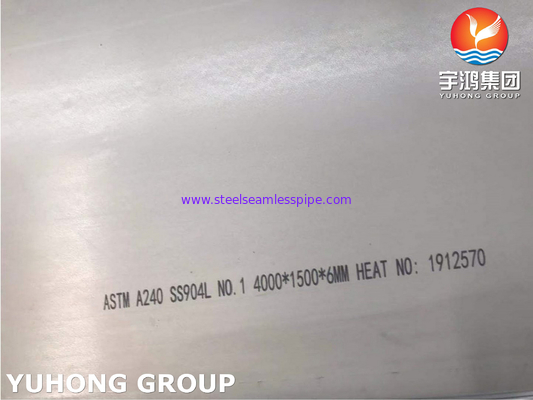 宇鸿集团
YUHONG GROUP
www.steelseamlesspipe.com
ASTM A240 SS904L NO.1 4000*1500*6MM HEAT NO: 1912570
YUHONG GROUP